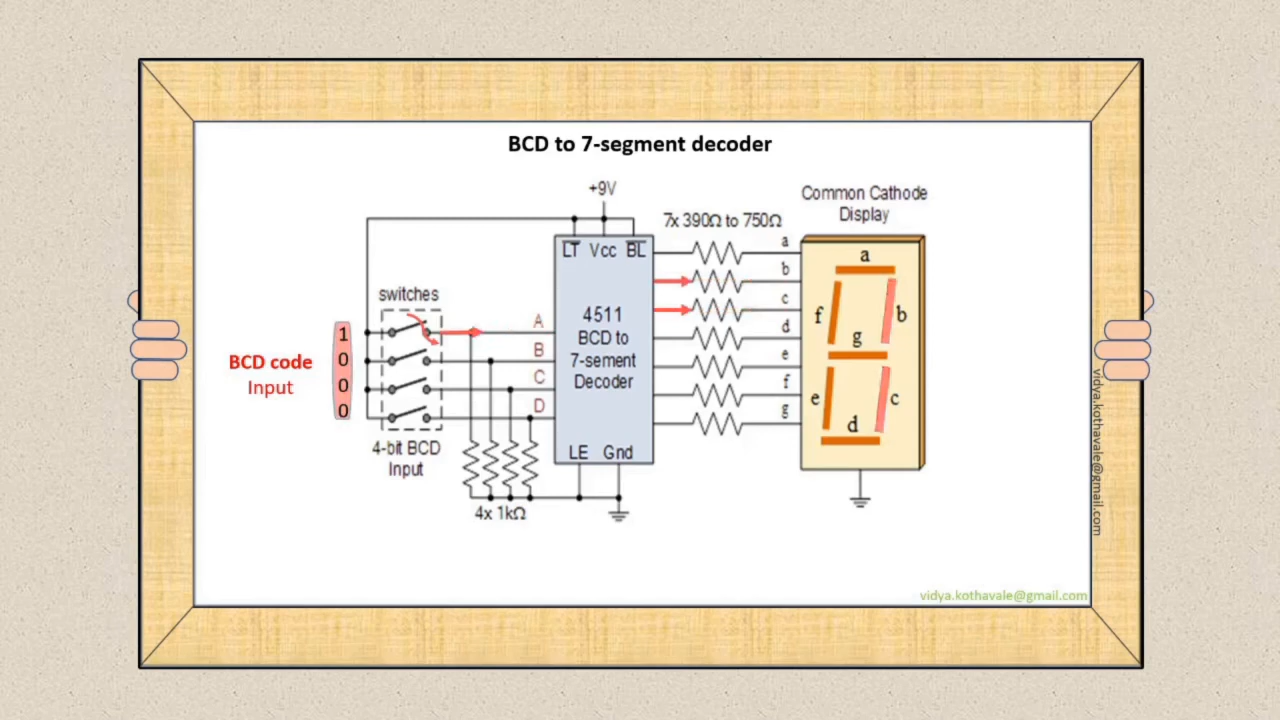 BCD to 7-segment decoder
+9V
Common Cathode
Display
7x 390Ω to 750Ω
LT Vcc BL
a
b
c
d
e
f
g
a
f
b
g
e
c
d
switches
4511
BCD to
7-sement
Decoder
A
B
C
D
BCD code
Input
1
0
0
0
4-bit BCD
Input
LE Gnd
4x 1kΩ
vidya.kothavale@gmail.com
vidya.kothavale@gmail.com